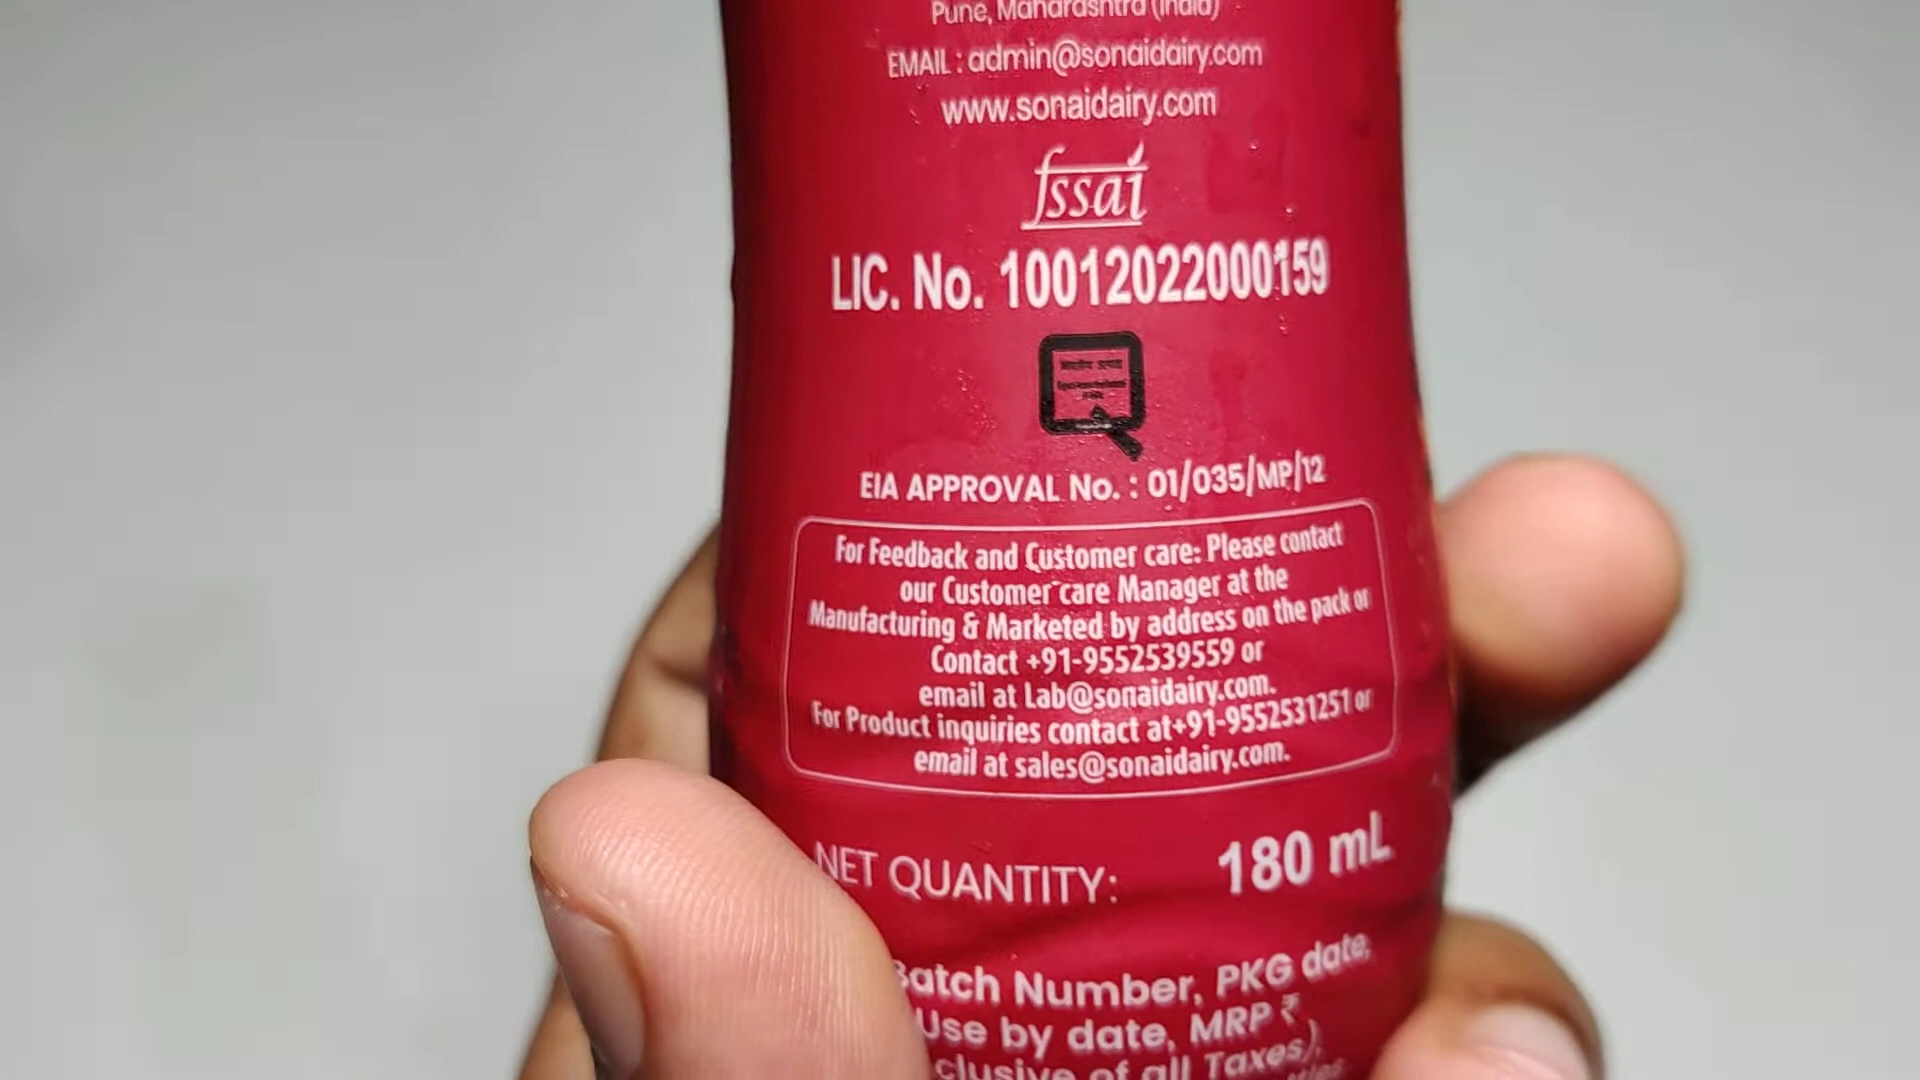 Pune, Maharashtra (India)
EMAIL : admin@sonaidairy.com
www.sonaidairy.com
fssai
LIC. No. 10012022000159
EIA APPROVAL No. : 01/035/MP/12
For Feedback and Customer care: Please contact
our Customer care Manager at the
Manufacturing & Marketed by address on the pack or
Contact +91-9552539559 or
email at Lab@sonaidairy.com.
For Product inquiries contact at+91-9552531251 or
email at sales@sonaidairy.com.
NET QUANTITY: 180 mL
Batch Number, PKG date,
Use by date, MRP ₹
clusive of all Taxes),